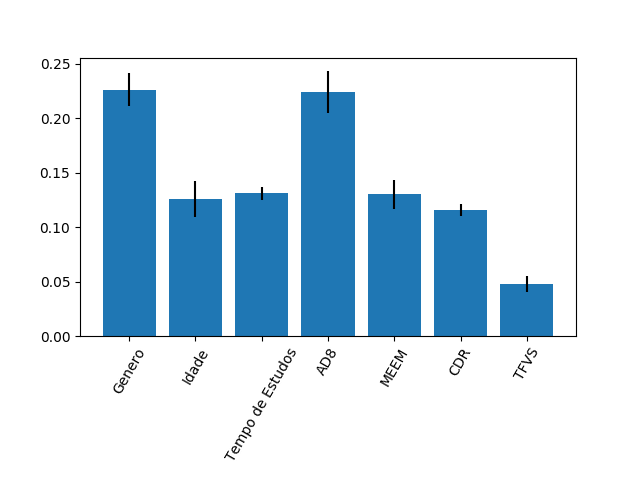 0.25
0.20
0.15
0.10
0.05
0.00
Genero
Idade
Tempo de Estudos
AD8
MEEM
CDR
TFVS